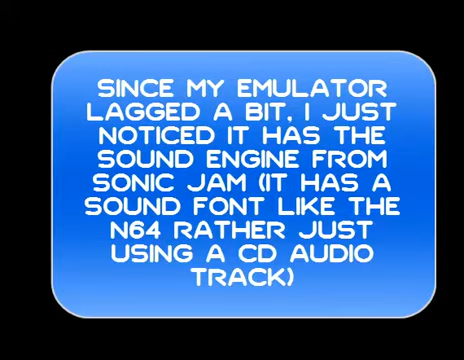 SINCE MY EMULATOR
LAGGED A BIT, I JUST
NOTICED IT HAS THE
SOUND ENGINE FROM
SONIC JAM (IT HAS A
SOUND FONT LIKE THE
N64 RATHER JUST
USING A CD AUDIO
TRACK)